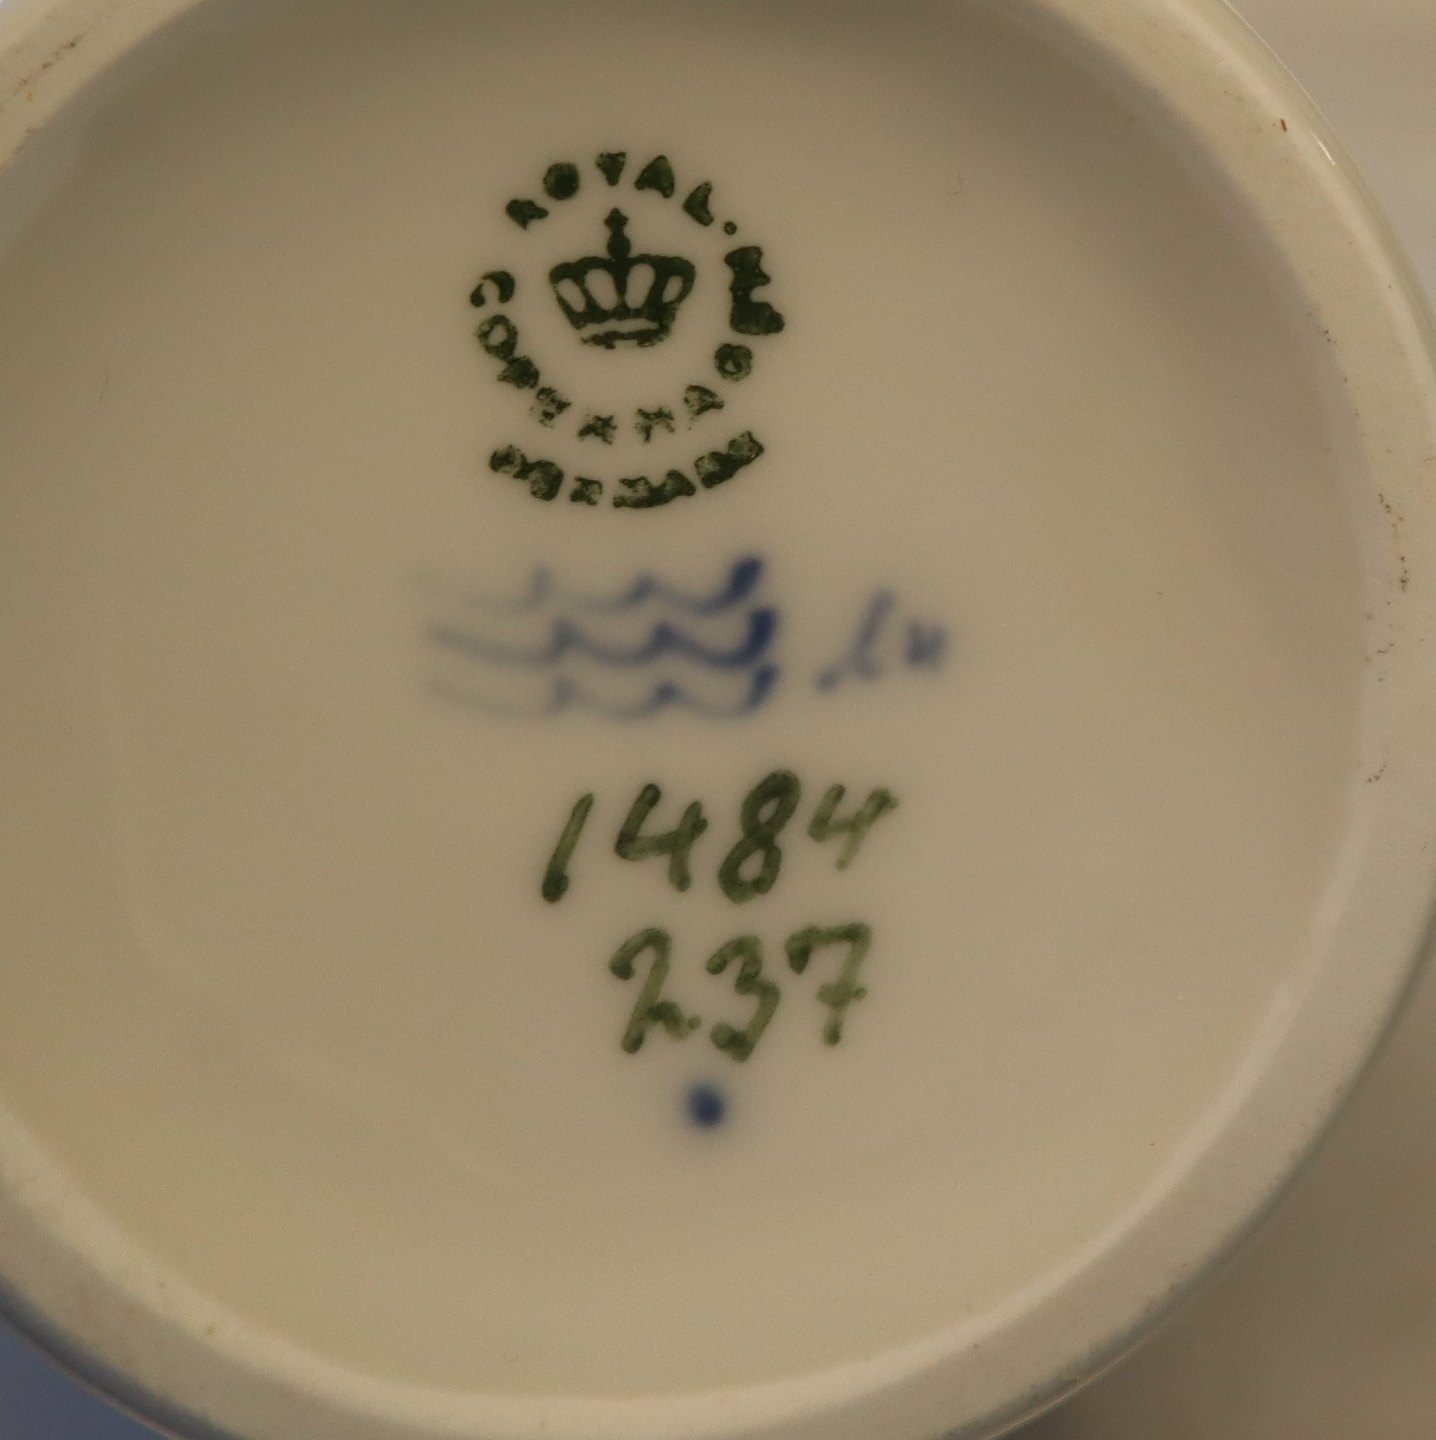 ROYAL.
COPENHAGEN
DENMARK
1484
237